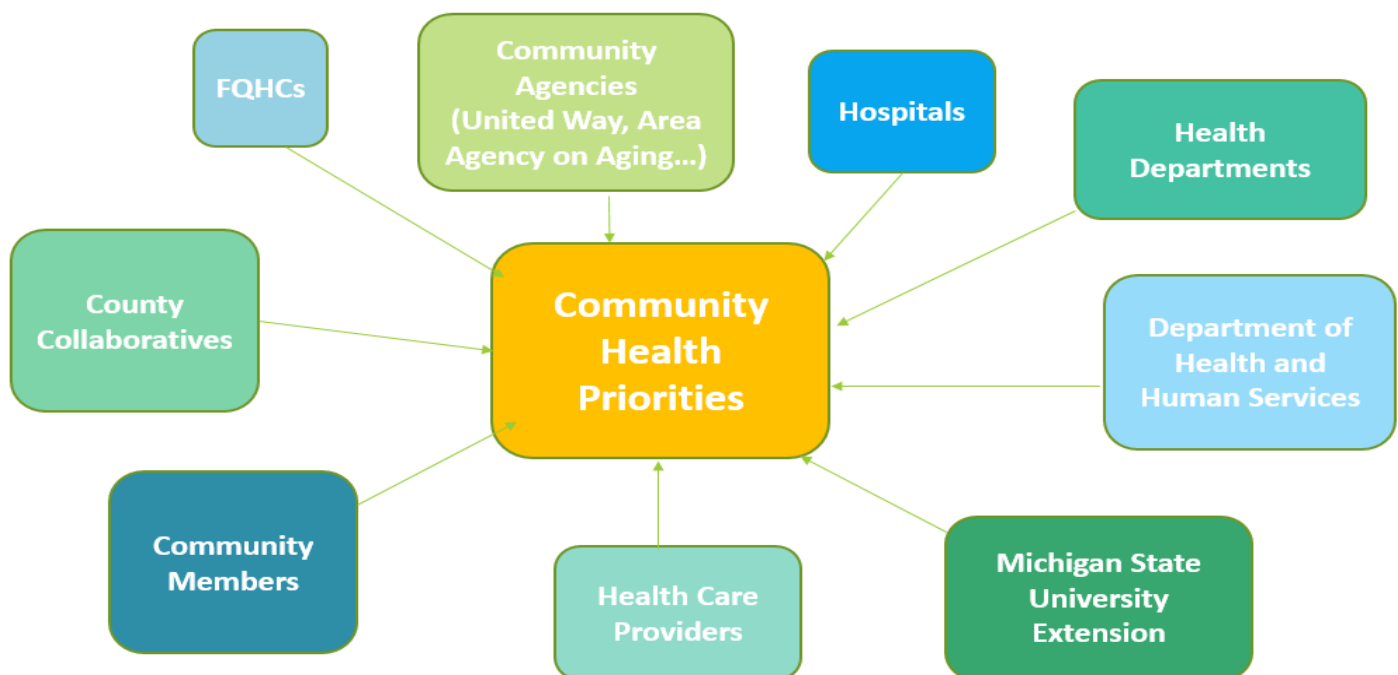 FQHCs
Community
Agencies
(United Way, Area
Agency on Aging...)
Hospitals
Health
Departments
County
Collaboratives
Community
Health
Priorities
Department of
Health and
Human Services
Community
Members
Health Care
Providers
Michigan State
University
Extension